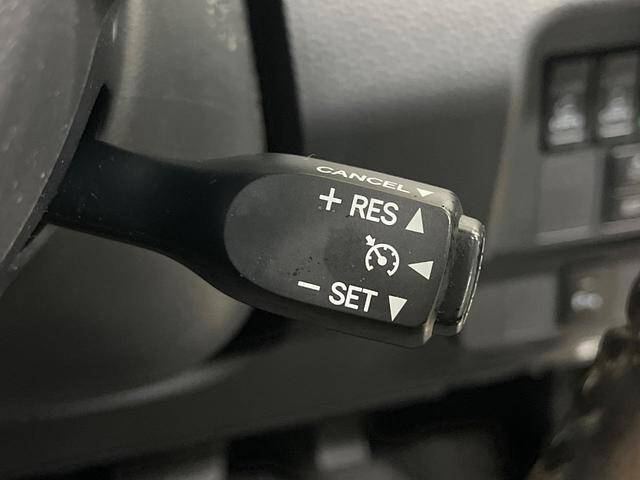 CANCEL ▼
+ RES ▲
◀
− SET ▼